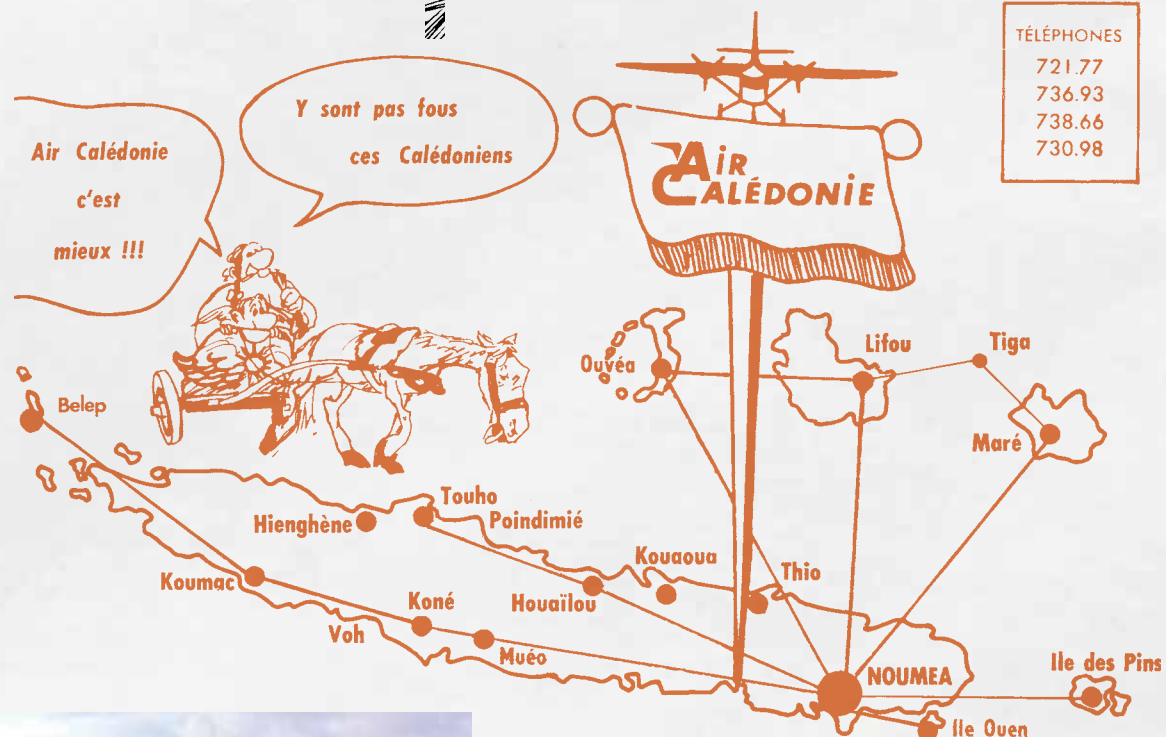 TÉLÉPHONES
721.77
736.93
738.66
730.98
Y sont pas fous
ces Calédoniens
Air Calédonie
c'est
mieux !!!
AiR
CALÉDONiE
Ouvéa
Lifou
Tiga
Maré
Belep
Touho
Hienghène
Poindimié
Koumac
Kouaoua
Thio
Koné
Houaïlou
Voh
Muéo
NOUMEA
Ile des Pins
Ile Ouen